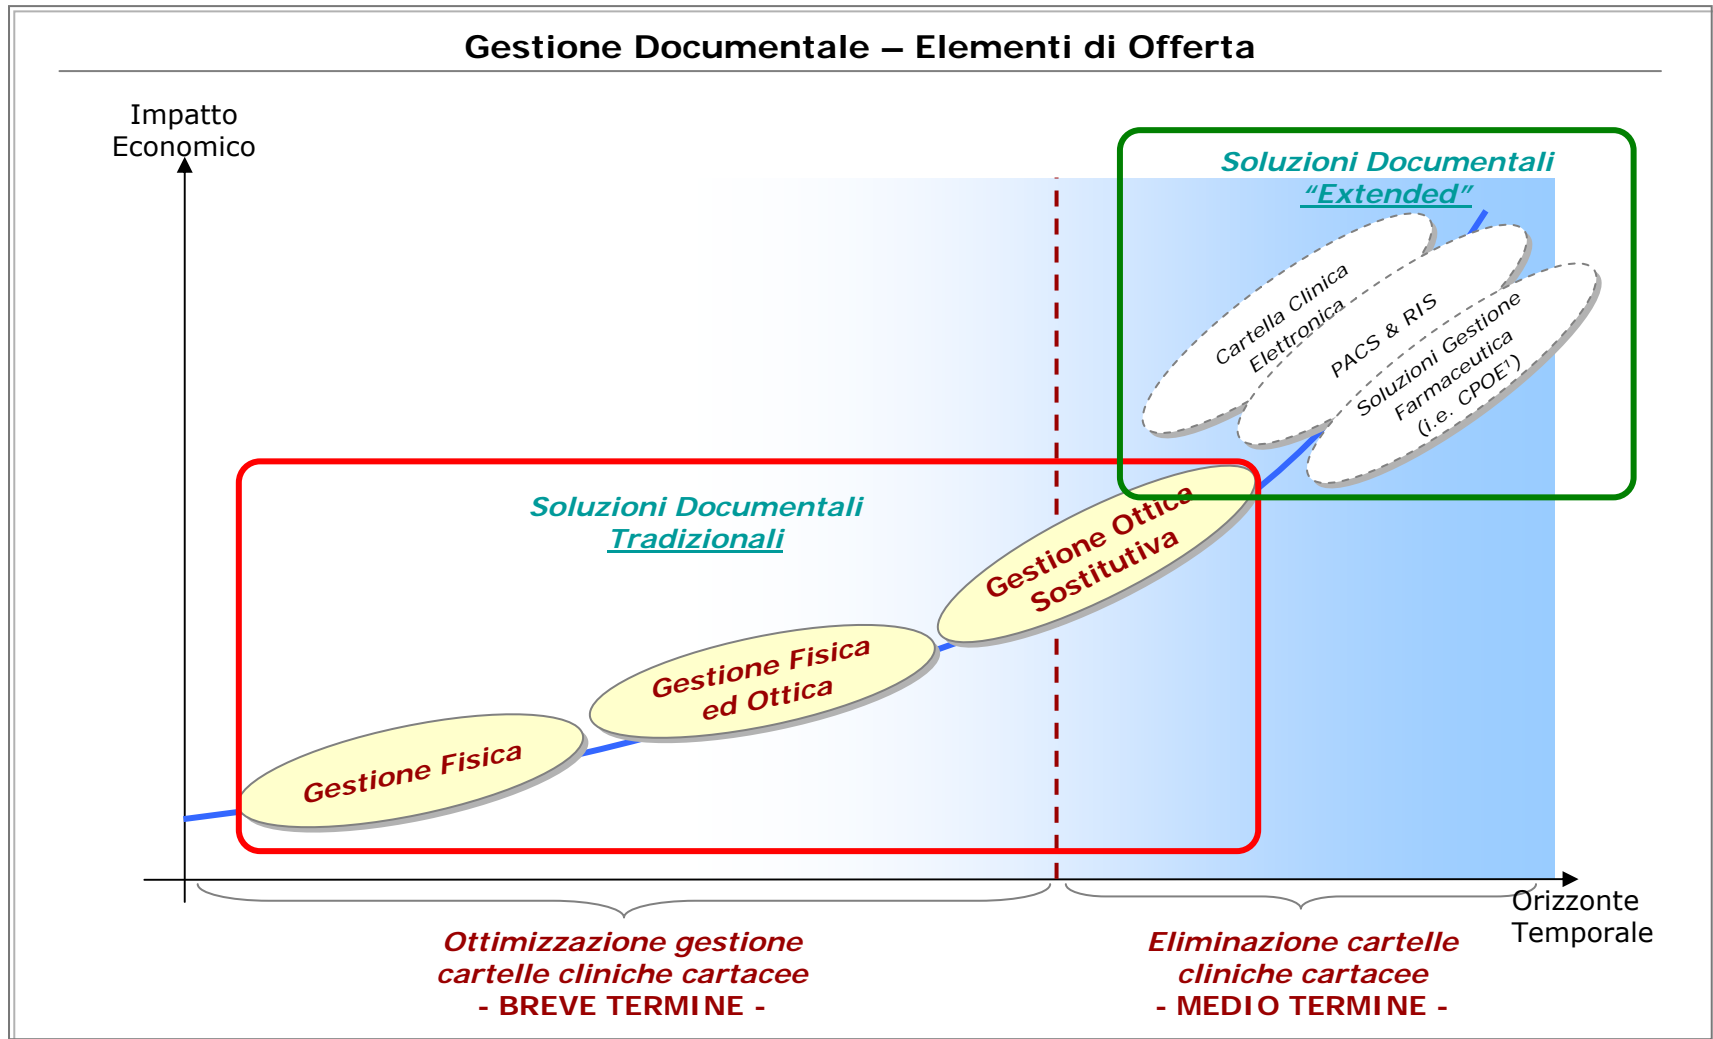 Gestione Documentale – Elementi di Offerta
Impatto
Economico
Soluzioni Documentali
“Extended”
Cartella Clinica
Elettronica
PACS & RIS
Soluzioni Gestione
Farmaceutica
(i.e. CPOE¹)
Soluzioni Documentali
Tradizionali
Gestione Ottica
Sostitutiva
Gestione Fisica
ed Ottica
Gestione Fisica
Orizzonte
Temporale
Ottimizzazione gestione
cartelle cliniche cartacee
- BREVE TERMINE -
Eliminazione cartelle
cliniche cartacee
- MEDIO TERMINE -